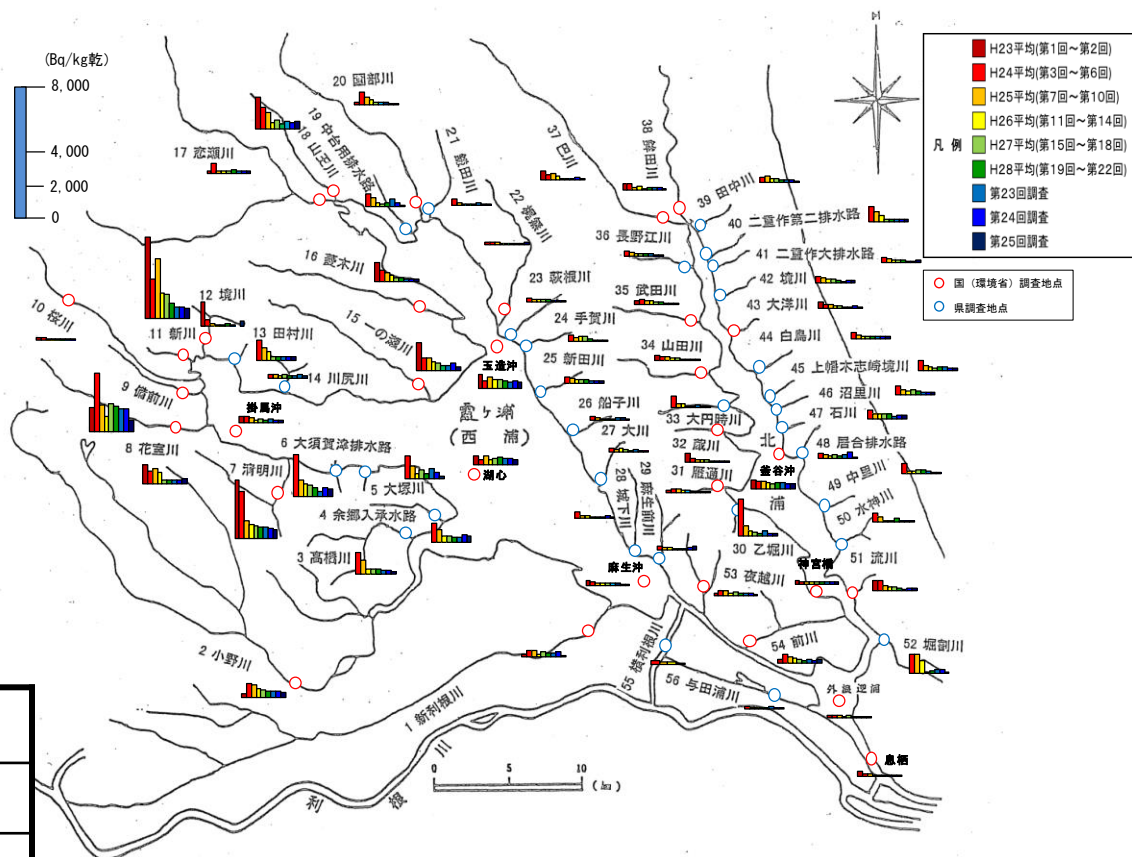 (Bq/kg乾)
8,000
4,000
2,000
0
凡例
H23平均(第1回～第2回)
H24平均(第3回～第6回)
H25平均(第7回～第10回)
H26平均(第11回～第14回)
H27平均(第15回～第18回)
H28平均(第19回～第22回)
第23回調査
第24回調査
第25回調査
国（環境省）調査地点
県調査地点
20 園部川
19 中台用排水路
18 山王川
17 恋瀬川
21 鎌田川
22 梶無川
37 巴川
38 鉾田川
39 田中川
40 二重作第二排水路
41 二重作大排水路
42 境川
43 大洋川
44 白鳥川
45 上幡木志崎境川
46 沼里川
47 石川
48 居合排水路
49 中里川
50 水神川
51 流川
52 堀割川
36 長野江川
35 武田川
34 山田川
33 大円時川
32 蔵川
31 雁通川
30 乙堀川
16 菱木川
15 一の瀬川
23 萩根川
24 手賀川
25 新田川
26 船子川
27 大川
28 城下川
29 麻生前川
10 桜川
11 新川
12 境川
13 田村川
14 川尻川
9 備前川
8 花室川
7 清明川
6 大須賀津排水路
5 大塚川
4 余郷入承水路
3 高橋川
2 小野川
1 新利根川
53 夜越川
54 前川
55 横利根川
56 与田浦川
玉造沖
掛馬沖
霞ヶ浦
(西浦)
湖心
麻生沖
北
釜谷沖
浦
神宮橋
外浪逆浦
息栖
利根川
0 5 10 (㎞)